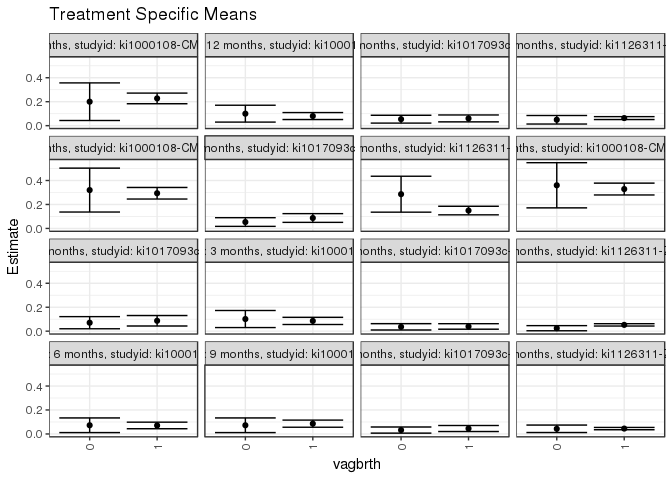 Treatment Specific Means
nths, studyid: ki1000108-CM
12 months, studyid: ki1000
months, studyid: ki1017093c
months, studyid: ki1126311-
0.4
0.2
0.0
nths, studyid: ki1000108-CM
months, studyid: ki1017093c
months, studyid: ki1126311-
nths, studyid: ki1000108-CM
0.4
0.2
0.0
months, studyid: ki1017093c
: 3 months, studyid: ki1000
months, studyid: ki1017093c-
months, studyid: ki1126311-Z
0.4
0.2
0.0
: 6 months, studyid: ki1000
: 9 months, studyid: ki1000
months, studyid: ki1017093c-
months, studyid: ki1126311-Z
0.4
0.2
0.0
Estimate
0 1 0 1 0 1 0 1
vagbrth